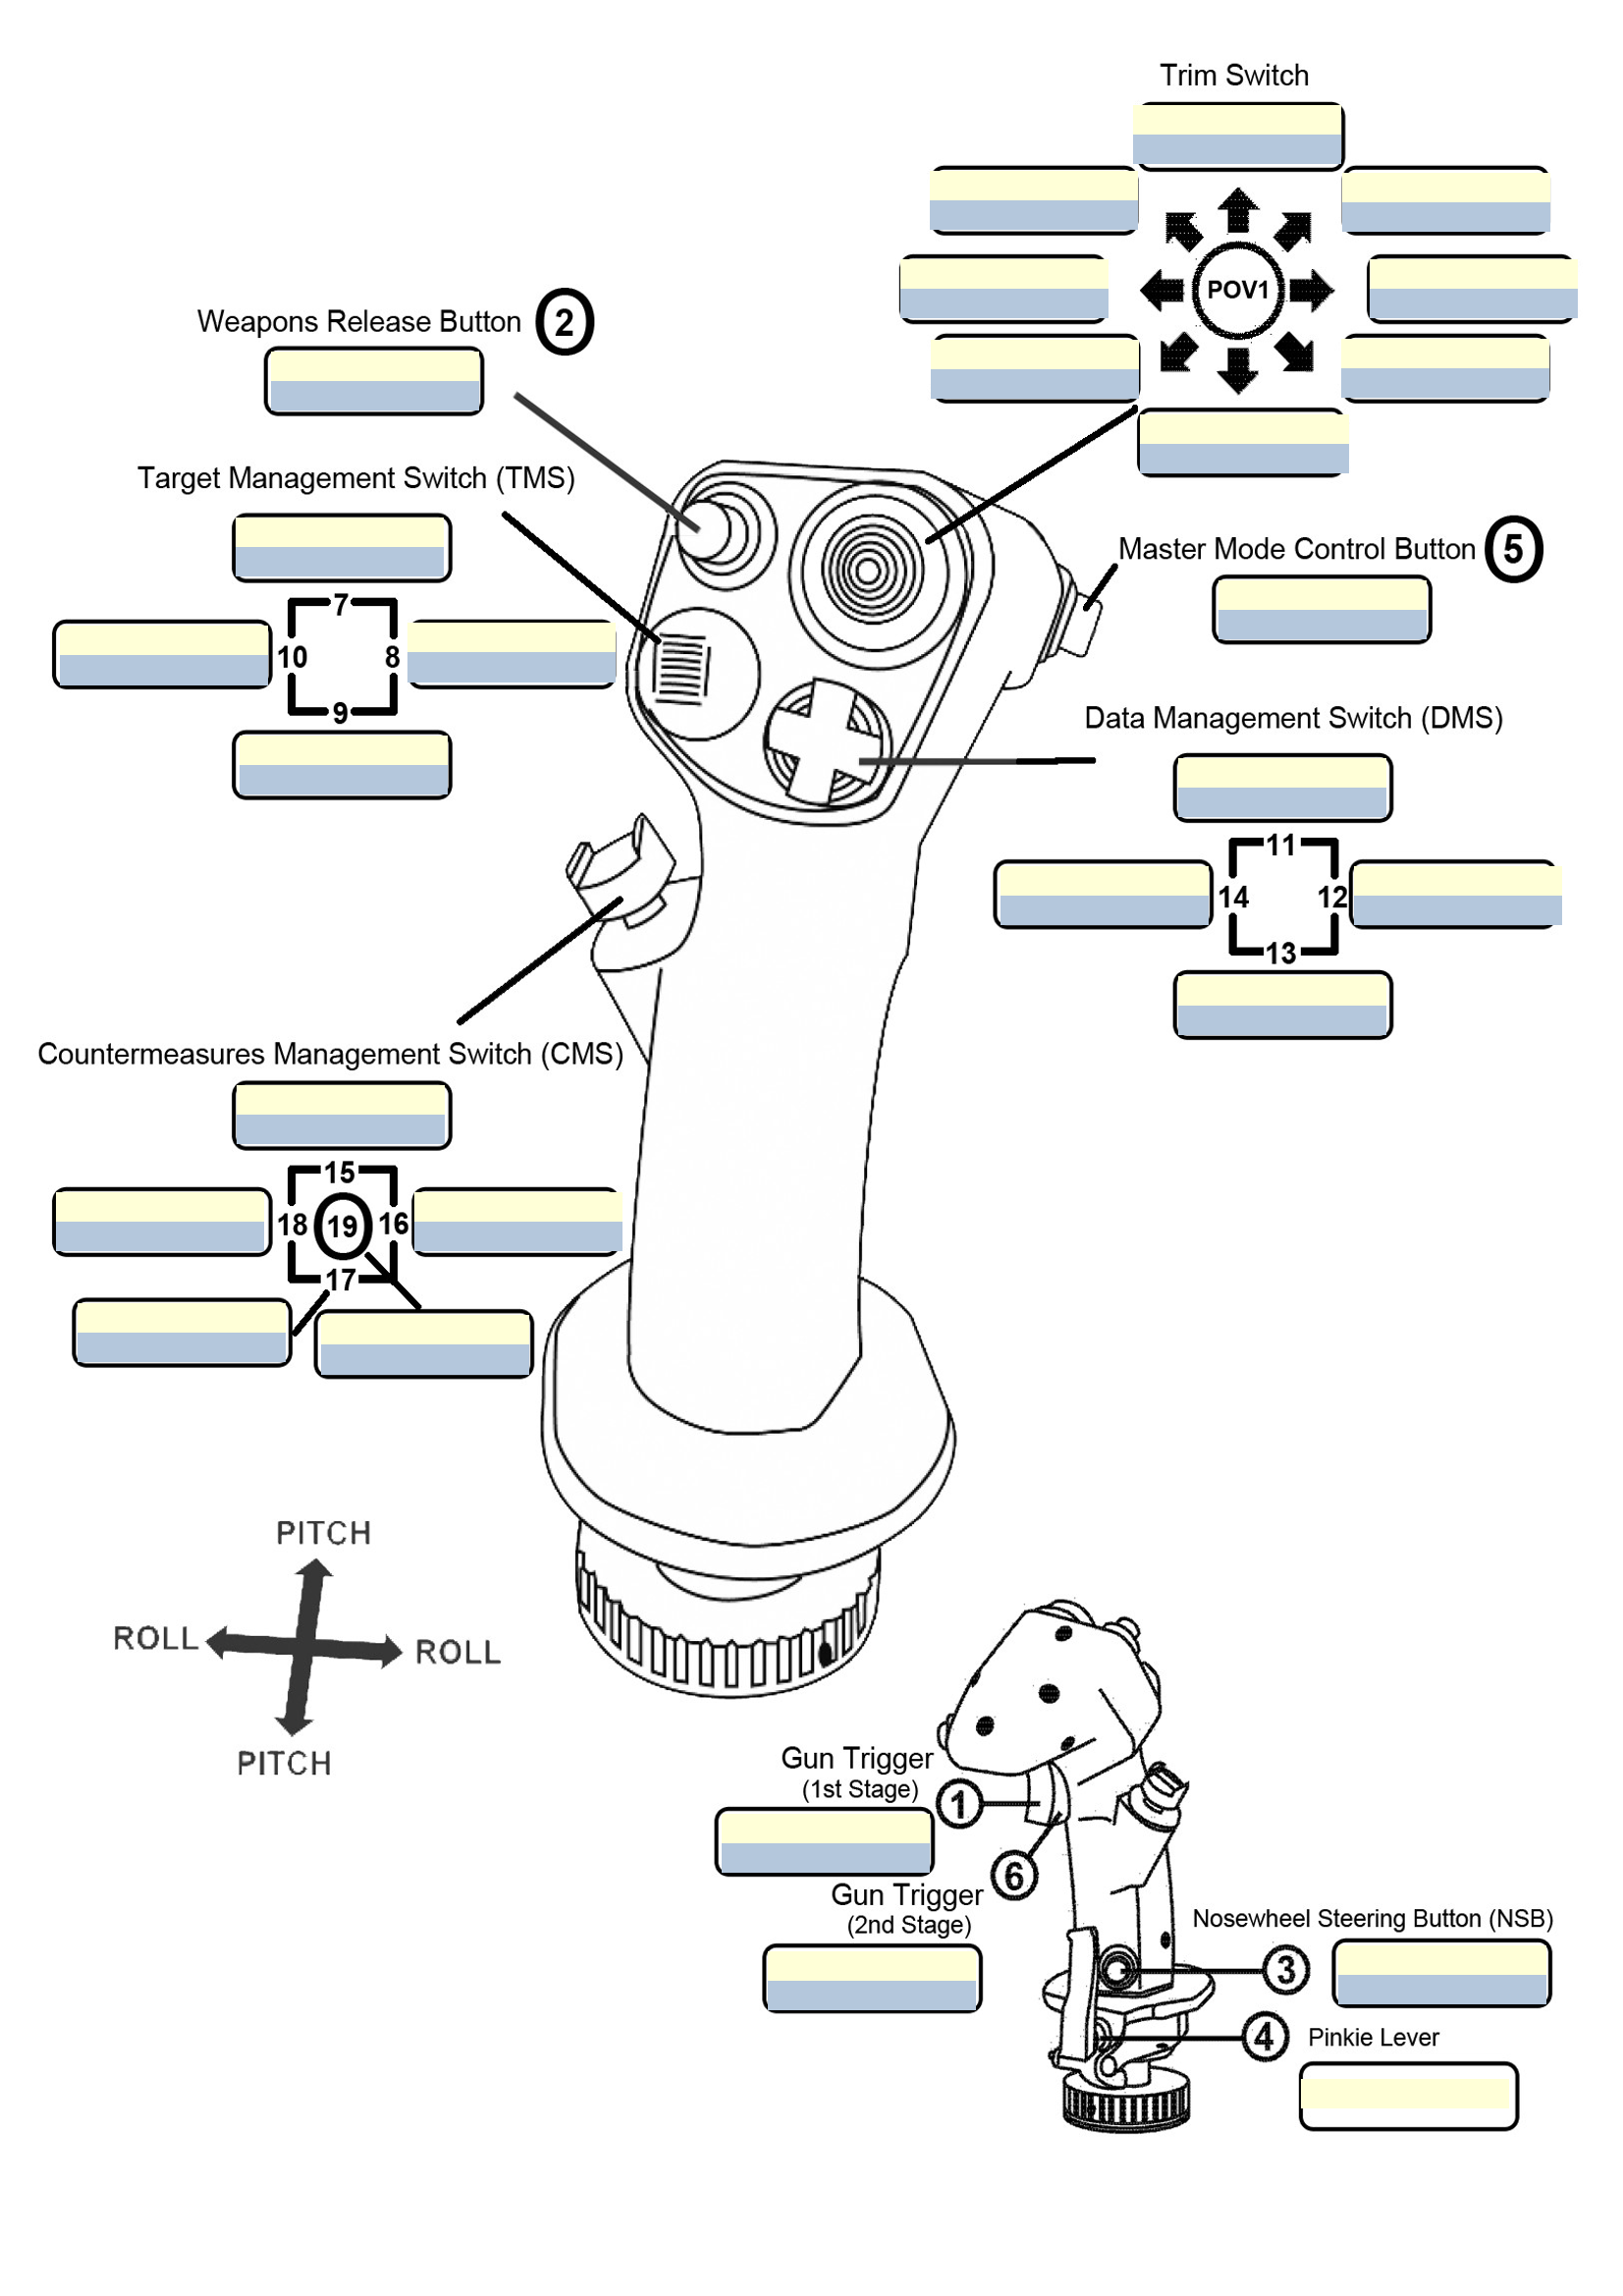 Trim Switch
POV1
Weapons Release Button 2
Target Management Switch (TMS)
7
10 8
9
Master Mode Control Button 5
Data Management Switch (DMS)
11
14 12
13
Countermeasures Management Switch (CMS)
15
18 19 16
17
PITCH
ROLL ROLL
PITCH
Gun Trigger
(1st Stage)
1
6
Gun Trigger
(2nd Stage)
Nosewheel Steering Button (NSB)
3
4 Pinkie Lever